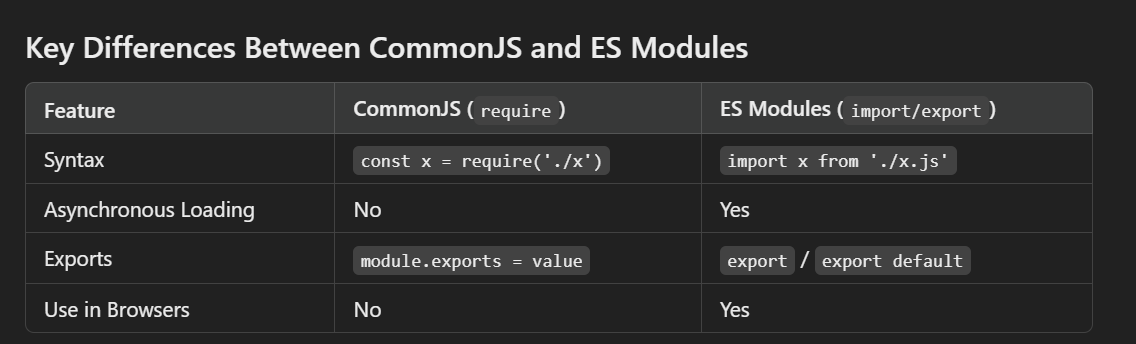 Key Differences Between CommonJS and ES Modules
Feature CommonJS ( require ) ES Modules ( import/export )
Syntax const x = require('./x') import x from './x.js'
Asynchronous Loading No Yes
Exports module.exports = value export / export default
Use in Browsers No Yes